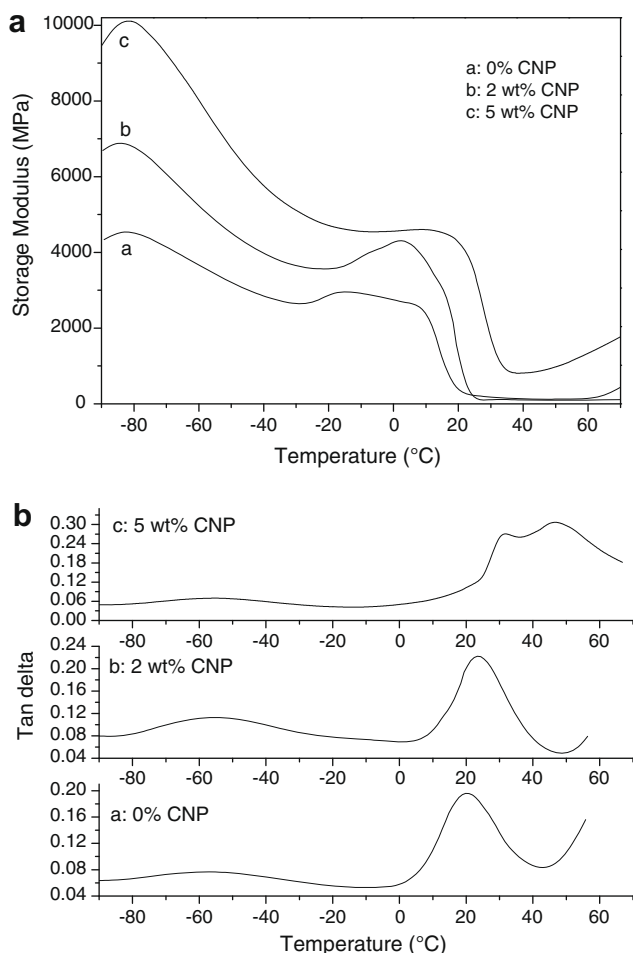 a
10000
8000
6000
4000
2000
0
Storage Modulus (MPa)
c
b
a
a: 0% CNP
b: 2 wt% CNP
c: 5 wt% CNP
-80 -60 -40 -20 0 20 40 60
Temperature (°C)
b
c: 5 wt% CNP
0.30
0.24
0.18
0.12
0.06
0.00
-80 -60 -40 -20 0 20 40 60
0.24
b: 2 wt% CNP
0.20
0.16
0.12
0.08
0.04
Tan delta
-80 -60 -40 -20 0 20 40 60
0.20
a: 0% CNP
0.16
0.12
0.08
0.04
-80 -60 -40 -20 0 20 40 60
Temperature (°C)